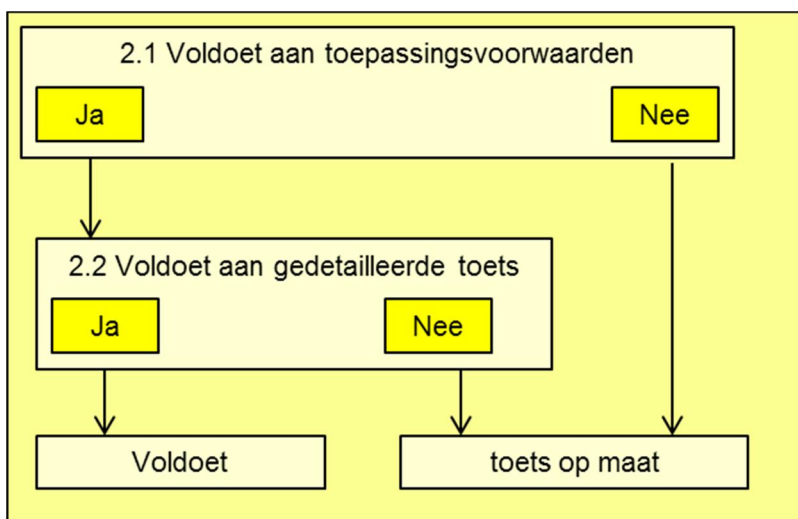 2.1 Voldoet aan toepassingsvoorwaarden
Ja
Nee
2.2 Voldoet aan gedetailleerde toets
Ja
Nee
Voldoet
toets op maat